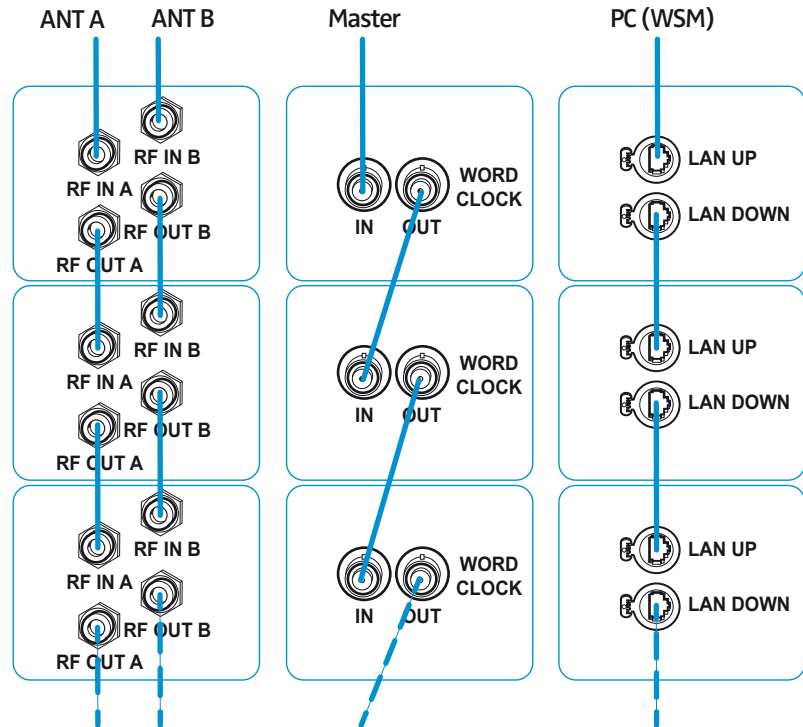 ANT A
ANT B
Master
PC (WSM)
RF IN B
RF IN A
RF OUT B
RF OUT A
WORD
CLOCK
IN
OUT
LAN UP
LAN DOWN
RF IN B
RF IN A
RF OUT B
RF OUT A
WORD
CLOCK
IN
OUT
LAN UP
LAN DOWN
RF IN B
RF IN A
RF OUT B
RF OUT A
WORD
CLOCK
IN
OUT
LAN UP
LAN DOWN